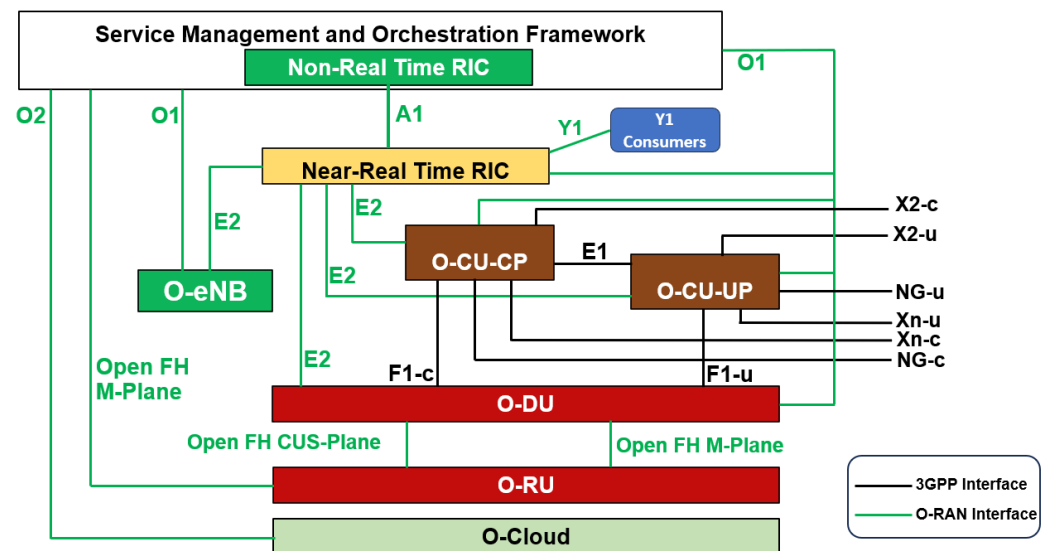 Service Management and Orchestration Framework
Non-Real Time RIC
O1
O2
O1
A1
Y1
Y1
Consumers
Near-Real Time RIC
E2
E2
X2-c
X2-u
O-CU-CP
E1
E2
O-CU-UP
O-eNB
NG-u
Xn-u
Xn-c
NG-c
Open FH
M-Plane
E2
F1-c
F1-u
O-DU
Open FH CUS-Plane
Open FH M-Plane
O-RU
3GPP Interface
O-RAN Interface
O-Cloud